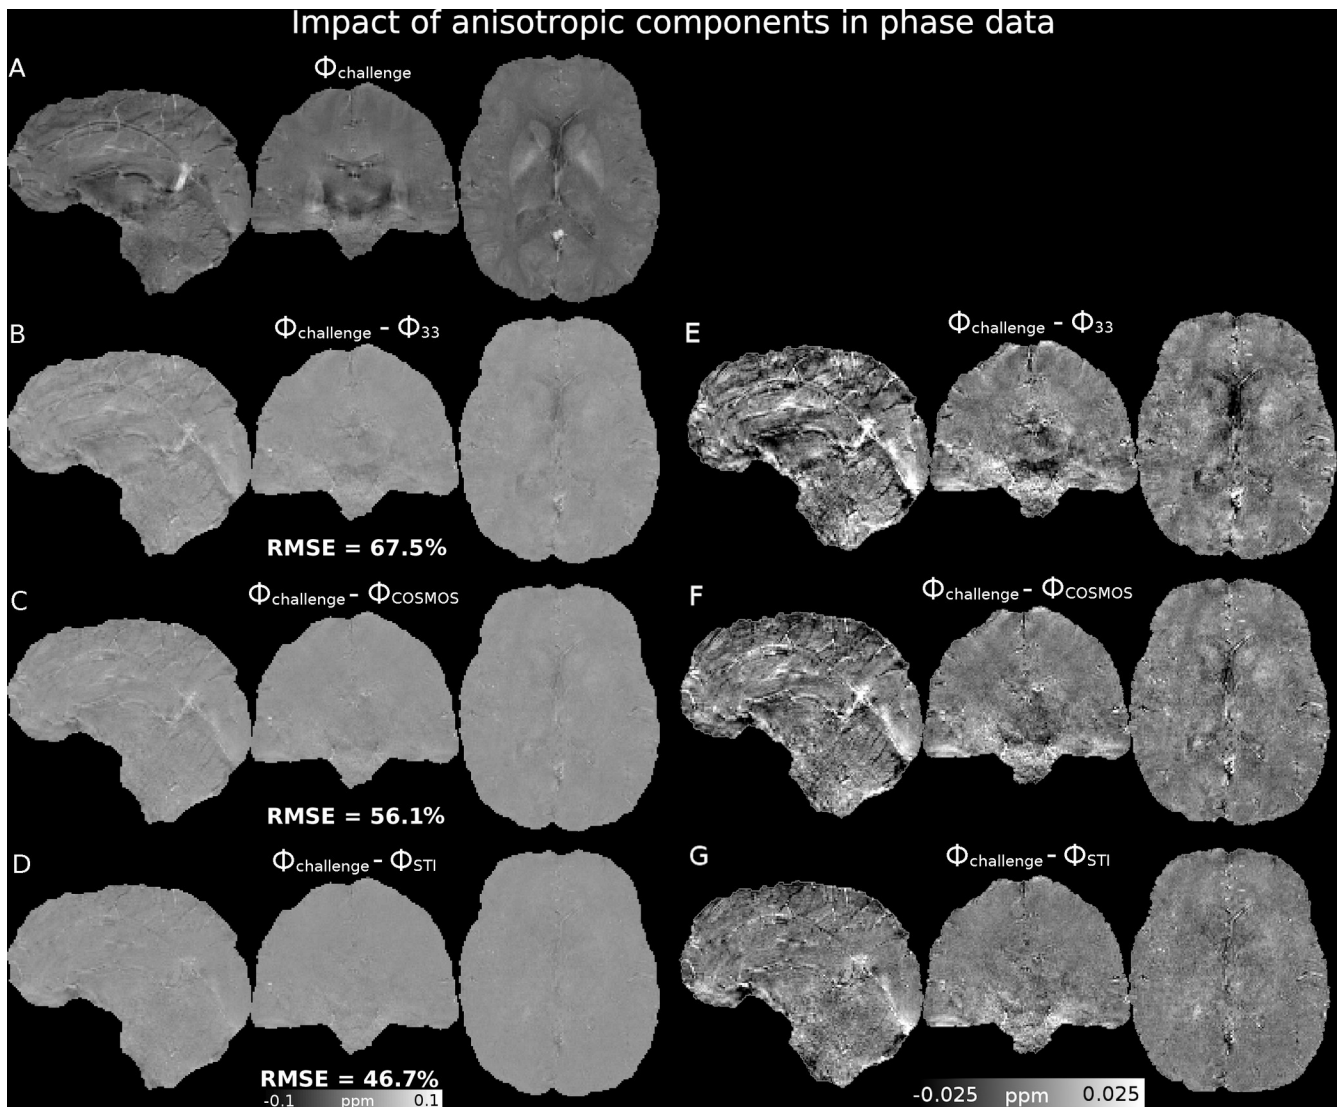 Impact of anisotropic components in phase data
A
Φchallenge
B
Φchallenge - Φ33
E
Φchallenge - Φ33
RMSE = 67.5%
C
Φchallenge - ΦCOSMOS
F
Φchallenge - ΦCOSMOS
RMSE = 56.1%
D
Φchallenge - ΦSTI
G
Φchallenge - ΦSTI
RMSE = 46.7%
-0.1 ppm 0.1
-0.025 ppm 0.025